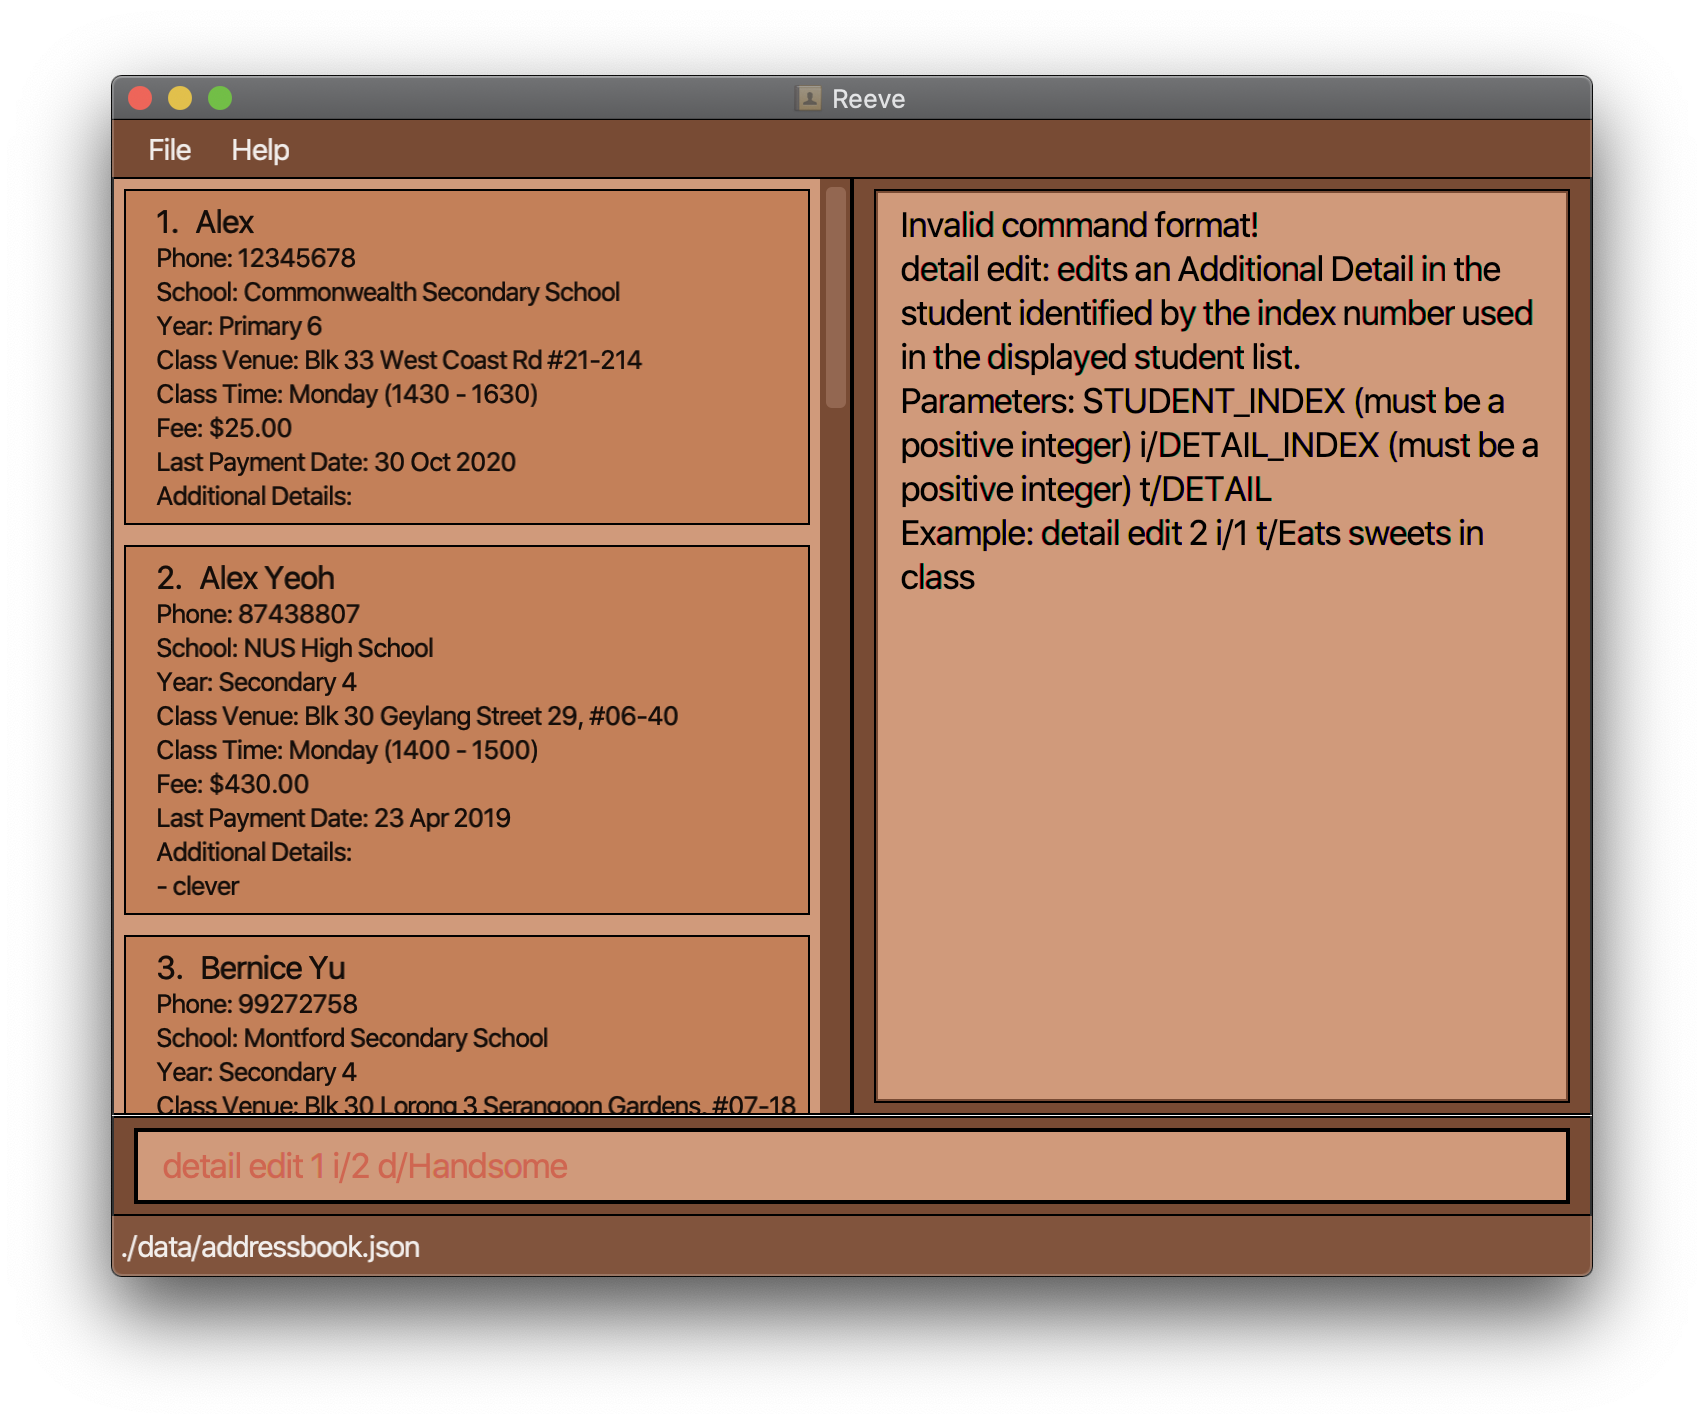 Reeve
File Help
1. Alex
Phone: 12345678
School: Commonwealth Secondary School
Year: Primary 6
Class Venue: Blk 33 West Coast Rd #21-214
Class Time: Monday (1430 - 1630)
Fee: $25.00
Last Payment Date: 30 Oct 2020
Additional Details:
2. Alex Yeoh
Phone: 87438807
School: NUS High School
Year: Secondary 4
Class Venue: Blk 30 Geylang Street 29, #06-40
Class Time: Monday (1400 - 1500)
Fee: $430.00
Last Payment Date: 23 Apr 2019
Additional Details:
- clever
3. Bernice Yu
Phone: 99272758
School: Montford Secondary School
Year: Secondary 4
Class Venue: Blk 30 Lorong 3 Serangoon Gardens, #07-18
Invalid command format!
detail edit: edits an Additional Detail in the
student identified by the index number used
in the displayed student list.
Parameters: STUDENT_INDEX (must be a
positive integer) i/DETAIL_INDEX (must be a
positive integer) t/DETAIL
Example: detail edit 2 i/1 t/Eats sweets in
class
detail edit 1 i/2 d/Handsome
./data/addressbook.json